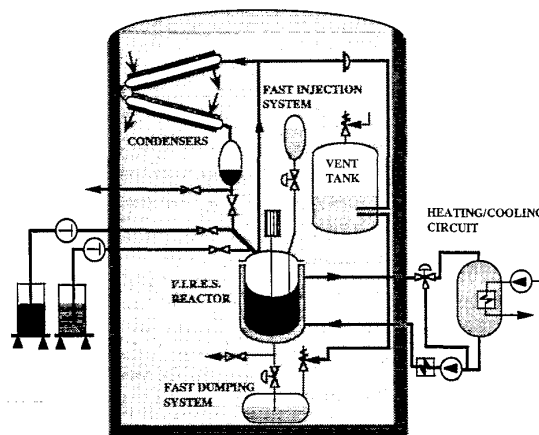 FAST INJECTION
SYSTEM
CONDENSERS
VENT
TANK
HEATING/COOLING
CIRCUIT
F.I.R.E.S.
REACTOR
FAST DUMPING
SYSTEM